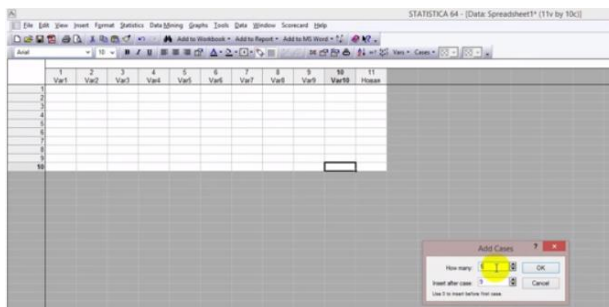 STATISTICA 64 - [Data: Spreadsheet1* (11v by 10c)]
File Edit View Insert Format Statistics Data Mining Graphs Tools Data Window Scorecard Help
Add to Workbook Add to Report Add to MS Word
Arial 10 B I U Vars Cases
1 2 3 4 5 6 7 8 9 10 11
Var1 Var2 Var3 Var4 Var5 Var6 Var7 Var8 Var9 Var10 Новая
1
2
3
4
5
6
7
8
9
10
Add Cases
How many: OK
Insert after case: Cancel
Use 0 to insert before first case.